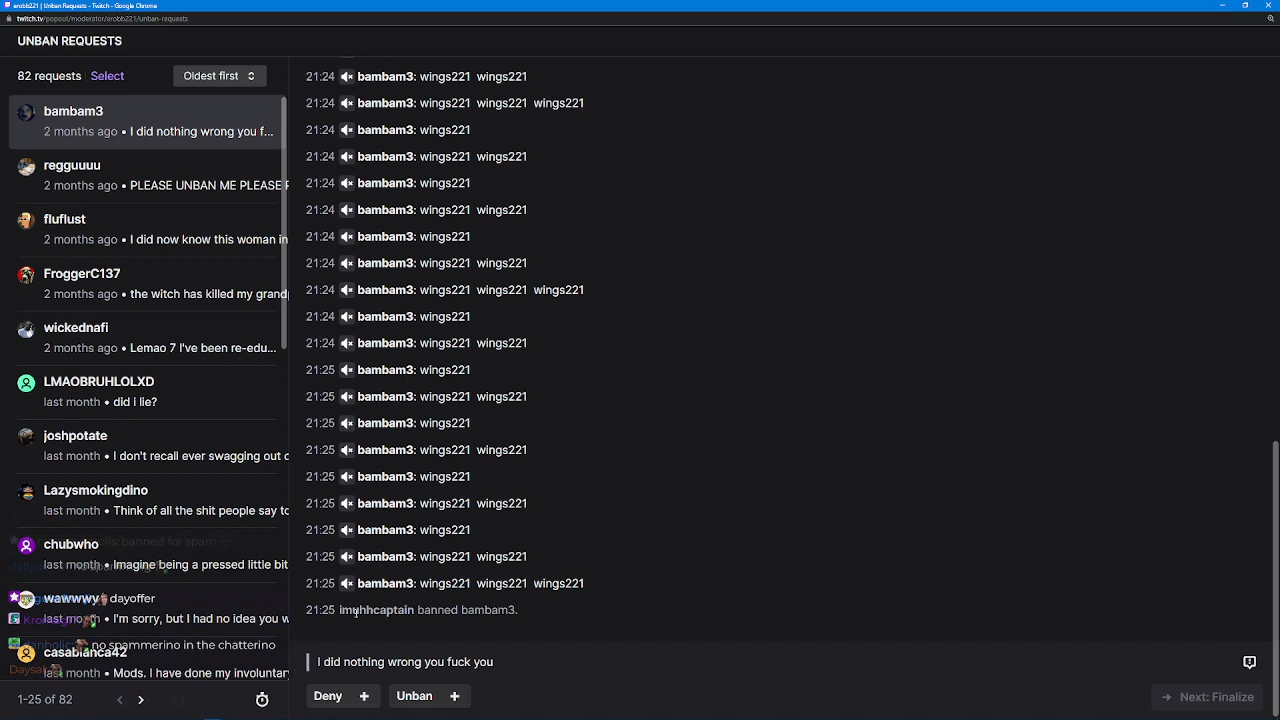 erobb221 | Unban Requests - Twitch - Google Chrome
twitch.tv/popout/moderator/erobb221/unban-requests
UNBAN REQUESTS
82 requests Select Oldest first
bambam3
2 months ago • I did nothing wrong you f...
regguuuu
2 months ago • PLEASE UNBAN ME PLEASE
fluflust
2 months ago • I did now know this woman in
FroggerC137
2 months ago • the witch has killed my grand
wickednafi
2 months ago • Lemao 7 I've been re-edu...
LMAOBRUHLOLXD
last month • did i lie?
joshpotate
last month • I don't recall ever swagging out
Lazysmokingdino
last month • Think of all the shit people say to
banned for spam
chubwho
last month • Imagine being a pressed little bit
wawwwy
dayoffer
last month • I'm sorry, but I had no idea you w
no spammerino in the chatterino
casabianca42
last month • Mods. I have done my involuntary
1-25 of 82
21:24 bambam3: wings221 wings221
21:24 bambam3: wings221 wings221 wings221
21:24 bambam3: wings221
21:24 bambam3: wings221 wings221
21:24 bambam3: wings221
21:24 bambam3: wings221 wings221
21:24 bambam3: wings221
21:24 bambam3: wings221 wings221
21:24 bambam3: wings221 wings221 wings221
21:24 bambam3: wings221
21:24 bambam3: wings221 wings221
21:25 bambam3: wings221
21:25 bambam3: wings221 wings221
21:25 bambam3: wings221
21:25 bambam3: wings221 wings221
21:25 bambam3: wings221
21:25 bambam3: wings221 wings221
21:25 bambam3: wings221
21:25 bambam3: wings221 wings221
21:25 bambam3: wings221 wings221 wings221
21:25 banned bambam3.
I did nothing wrong you fuck you
Deny + Unban + Next: Finalize